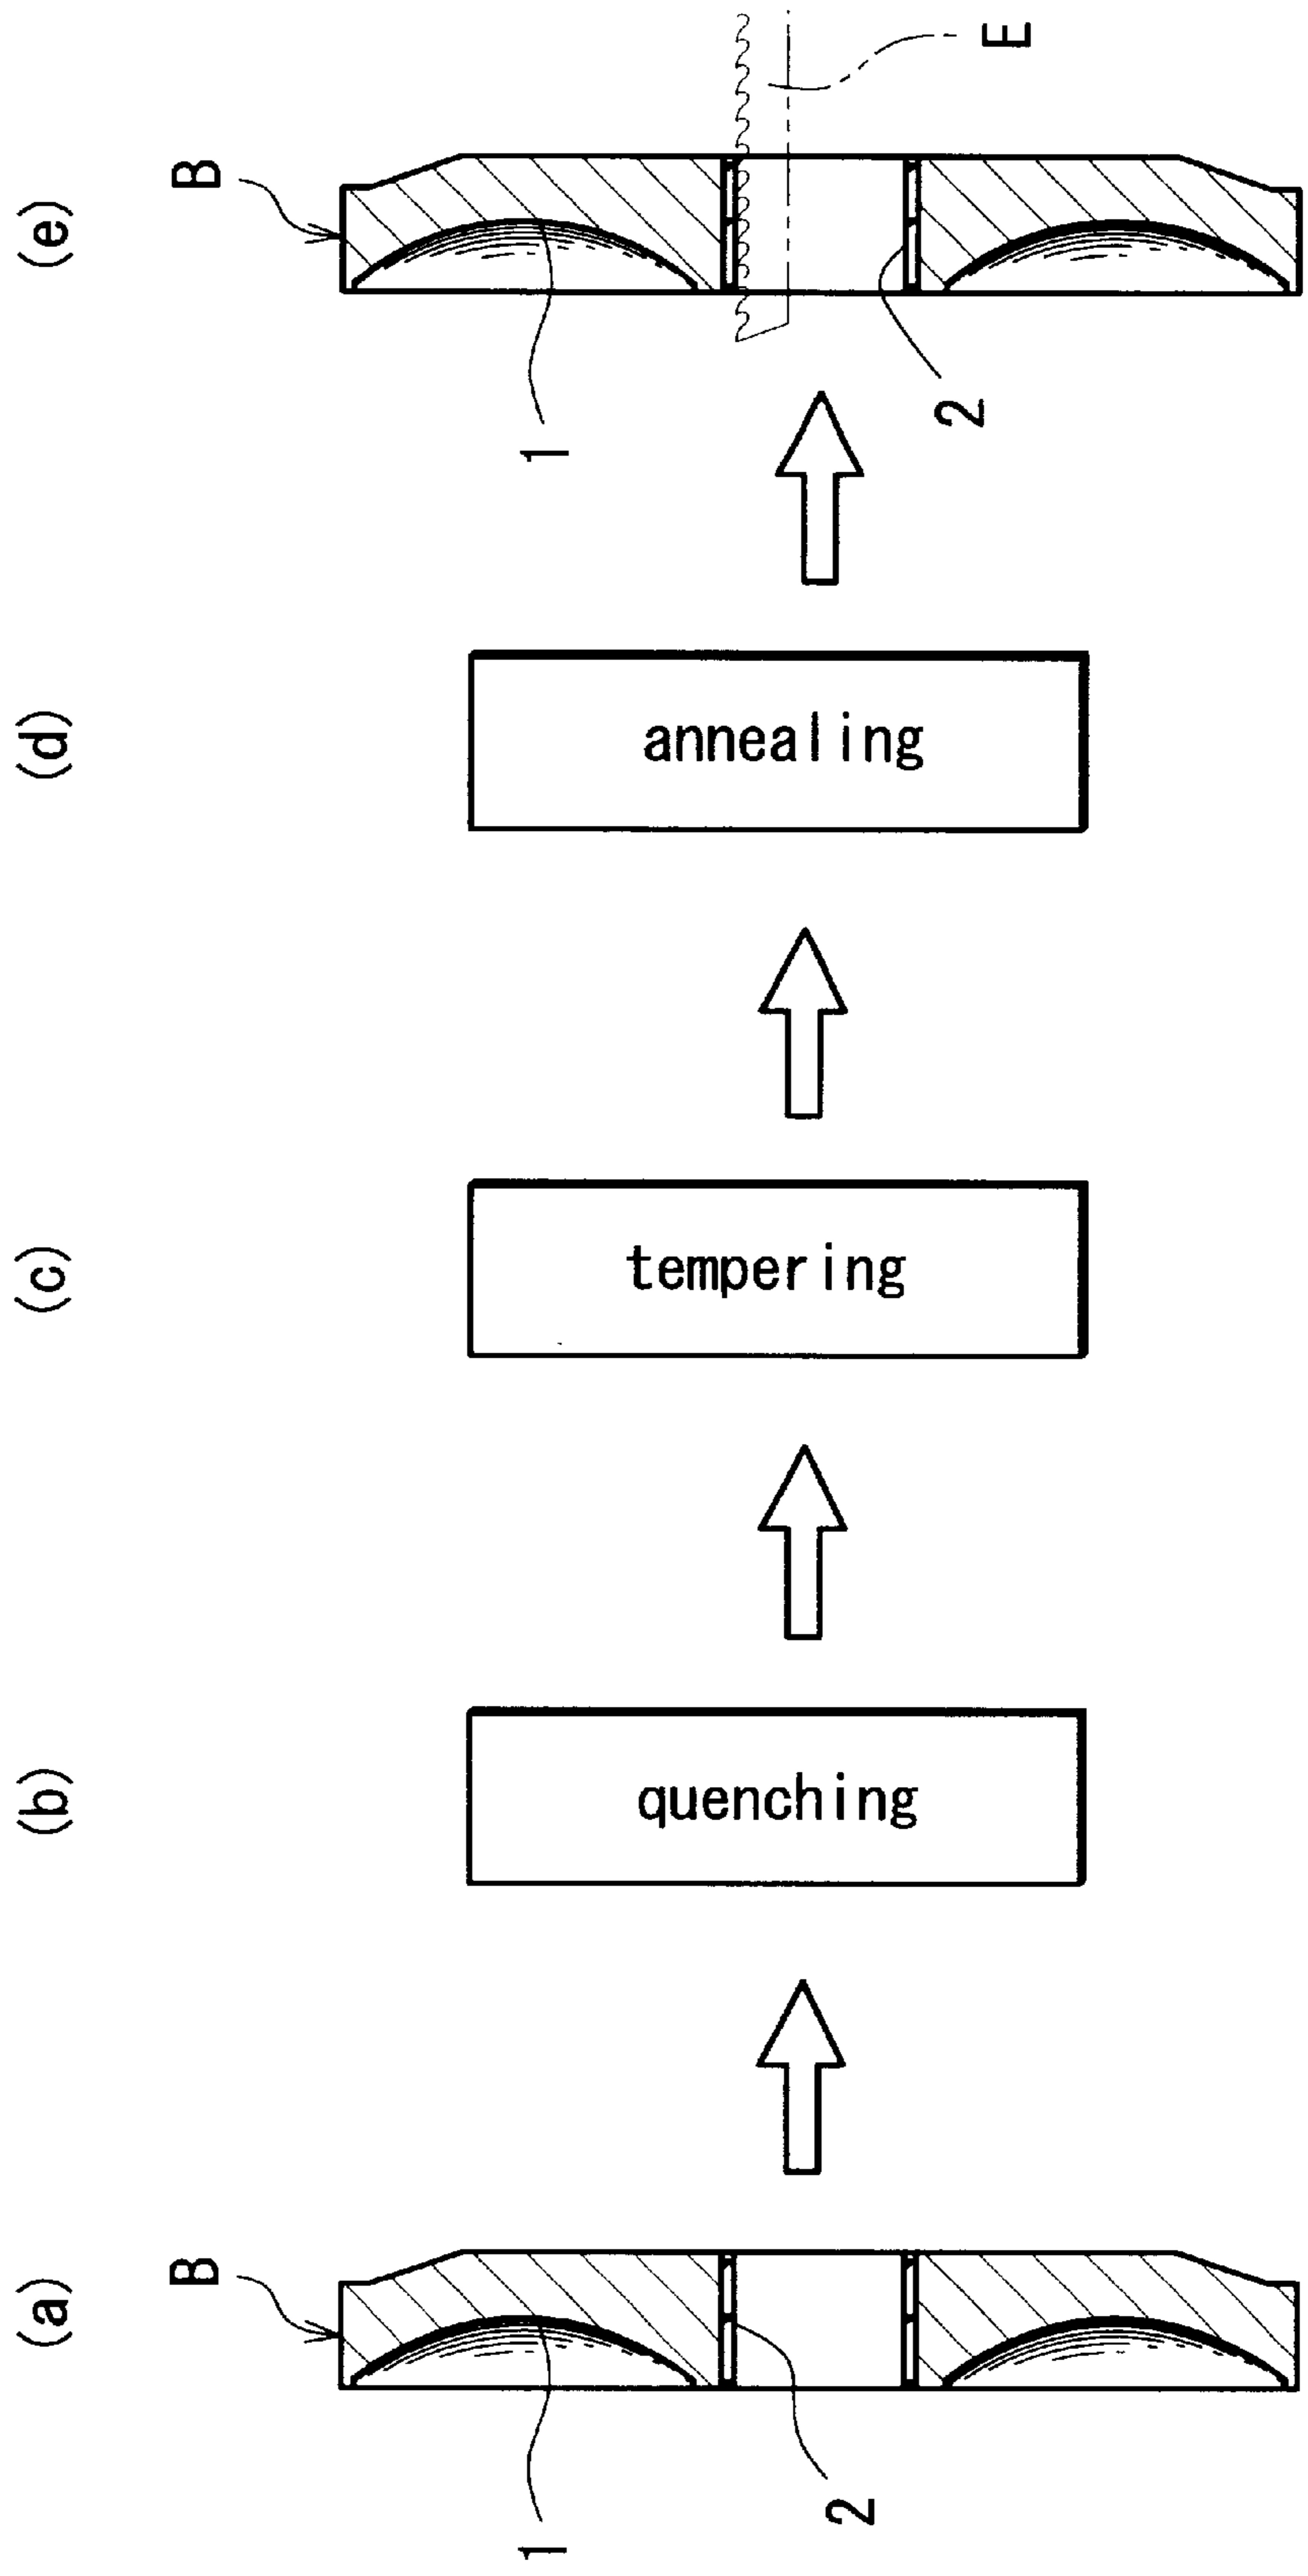 (a)
B
1
2
(b)
quenching
(c)
tempering
(d)
annealing
(e)
B
1
2
E